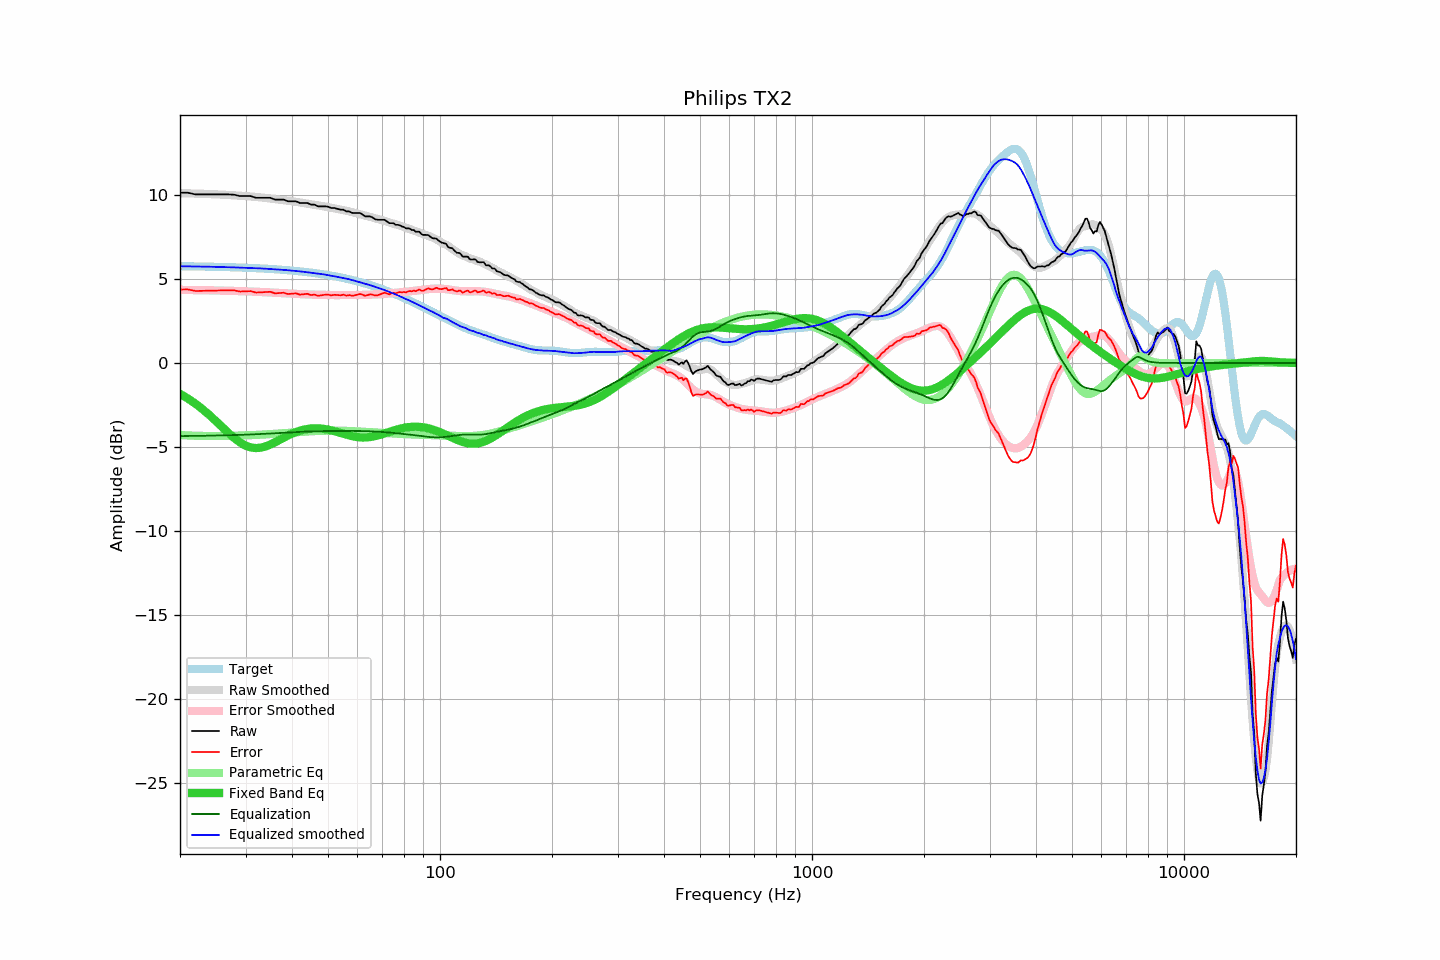 Philips TX2
10
5
0
−5
−10
−15
−20
−25
Amplitude (dBr)
Target
Raw Smoothed
Error Smoothed
Raw
Error
Parametric Eq
Fixed Band Eq
Equalization
Equalized smoothed
100 1000 10000
Frequency (Hz)